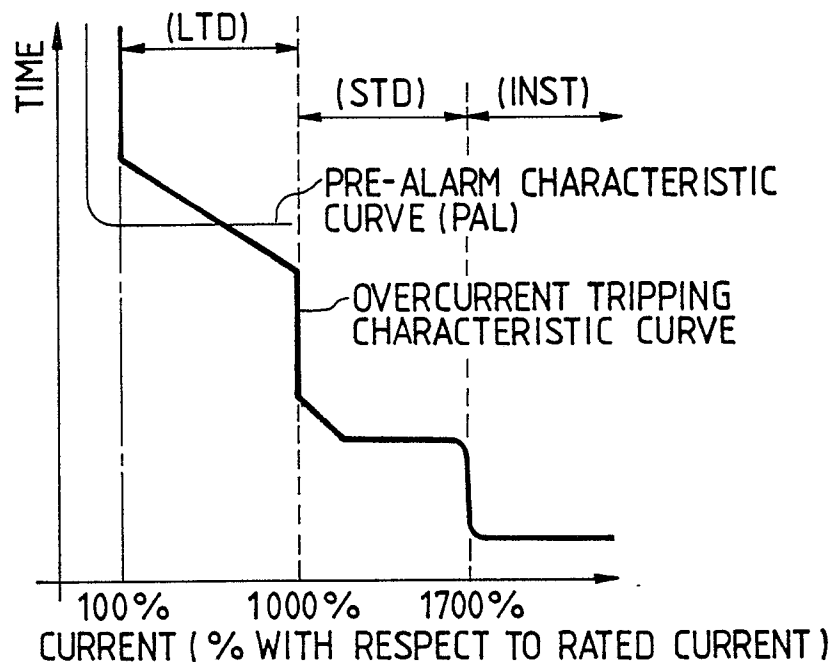 (LTD)
TIME
(STD)
(INST)
PRE-ALARM CHARACTERISTIC
CURVE (PAL)
OVERCURRENT TRIPPING
CHARACTERISTIC CURVE
100%
1000%
1700%
CURRENT (% WITH RESPECT TO RATED CURRENT)